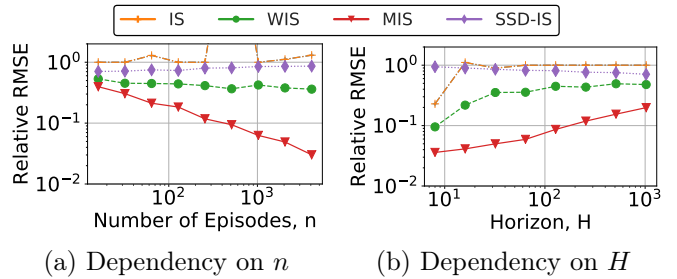 IS WIS MIS SSD-IS
Relative RMSE
10^0
10^{-1}
10^{-2}
10^2 10^3
Number of Episodes, n
(a) Dependency on n
Relative RMSE
10^0
10^{-1}
10^{-2}
10^1 10^2 10^3
Horizon, H
(b) Dependency on H